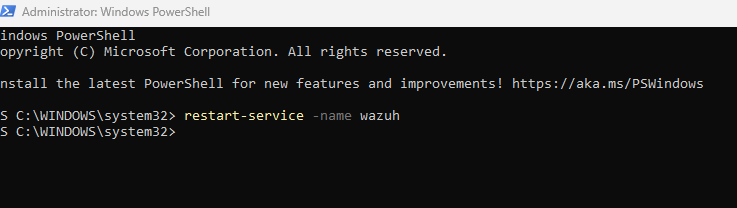 Administrator: Windows PowerShell
indows PowerShell
opyright (C) Microsoft Corporation. All rights reserved.
nstall the latest PowerShell for new features and improvements! https://aka.ms/PSWindows
S C:\WINDOWS\system32> restart-service -name wazuh
S C:\WINDOWS\system32>